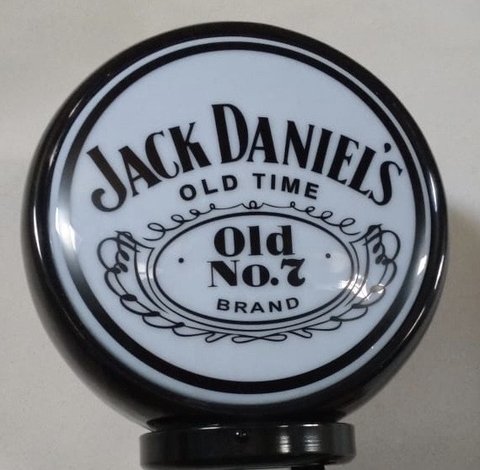 JACK DANIEL'S
OLD TIME
Old
No.7
BRAND